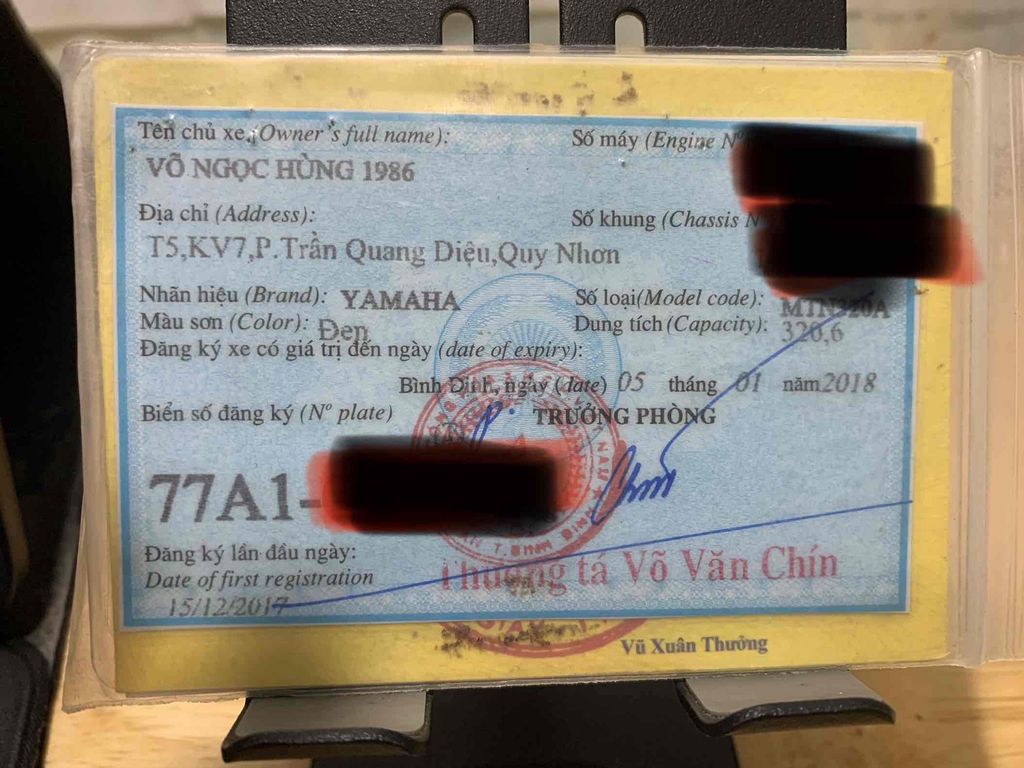 Tên chủ xe (Owner's full name):
VÕ NGỌC HÙNG 1986
Địa chỉ (Address):
T5,KV7,P.Trần Quang Diệu,Quy Nhơn
Số máy (Engine Nº
Số khung (Chassis N
Nhãn hiệu (Brand): YAMAHA
Số loại(Model code): MTN320A
Màu sơn (Color): Đen
Dung tích (Capacity): 320,6
Đăng ký xe có giá trị đến ngày (date of expiry):
Bình Định, ngày (date) 05 tháng 01 năm 2018
Biển số đăng ký (Nº plate)
TRƯỞNG PHÒNG
77A1-
Đăng ký lần đầu ngày:
Date of first registration
15/12/2017
Thượng tá Võ Văn Chín
Vũ Xuân Thưởng